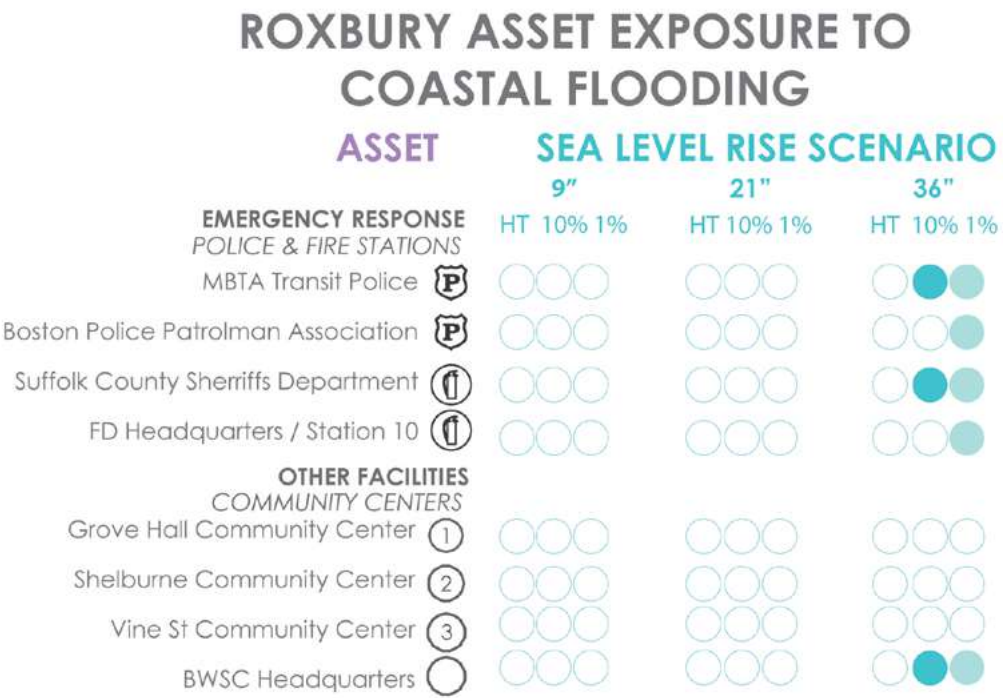 ROXBURY ASSET EXPOSURE TO
COASTAL FLOODING
ASSET SEA LEVEL RISE SCENARIO
9” 21” 36”
EMERGENCY RESPONSE HT 10% 1% HT 10% 1% HT 10% 1%
POLICE & FIRE STATIONS
MBTA Transit Police P
Boston Police Patrolman Association P
Suffolk County Sherriffs Department
FD Headquarters / Station 10
OTHER FACILITIES
COMMUNITY CENTERS
Grove Hall Community Center 1
Shelburne Community Center 2
Vine St Community Center 3
BWSC Headquarters